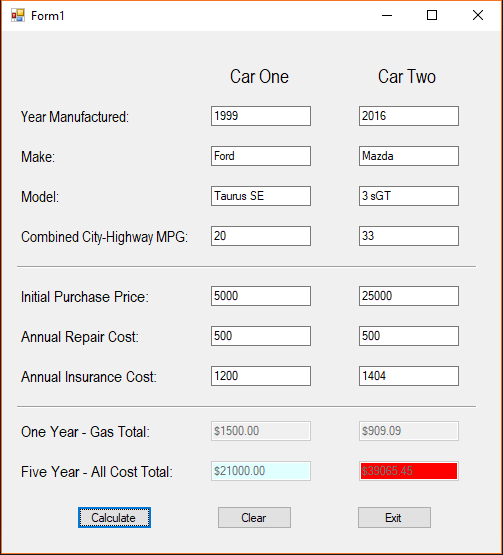 Form1
Car One Car Two
Year Manufactured: 1999 2016
Make: Ford Mazda
Model: Taurus SE 3 sGT
Combined City-Highway MPG: 20 33
Initial Purchase Price: 5000 25000
Annual Repair Cost: 500 500
Annual Insurance Cost: 1200 1404
One Year - Gas Total: $1500.00 $909.09
Five Year - All Cost Total: $21000.00 $39065.45
Calculate Clear Exit